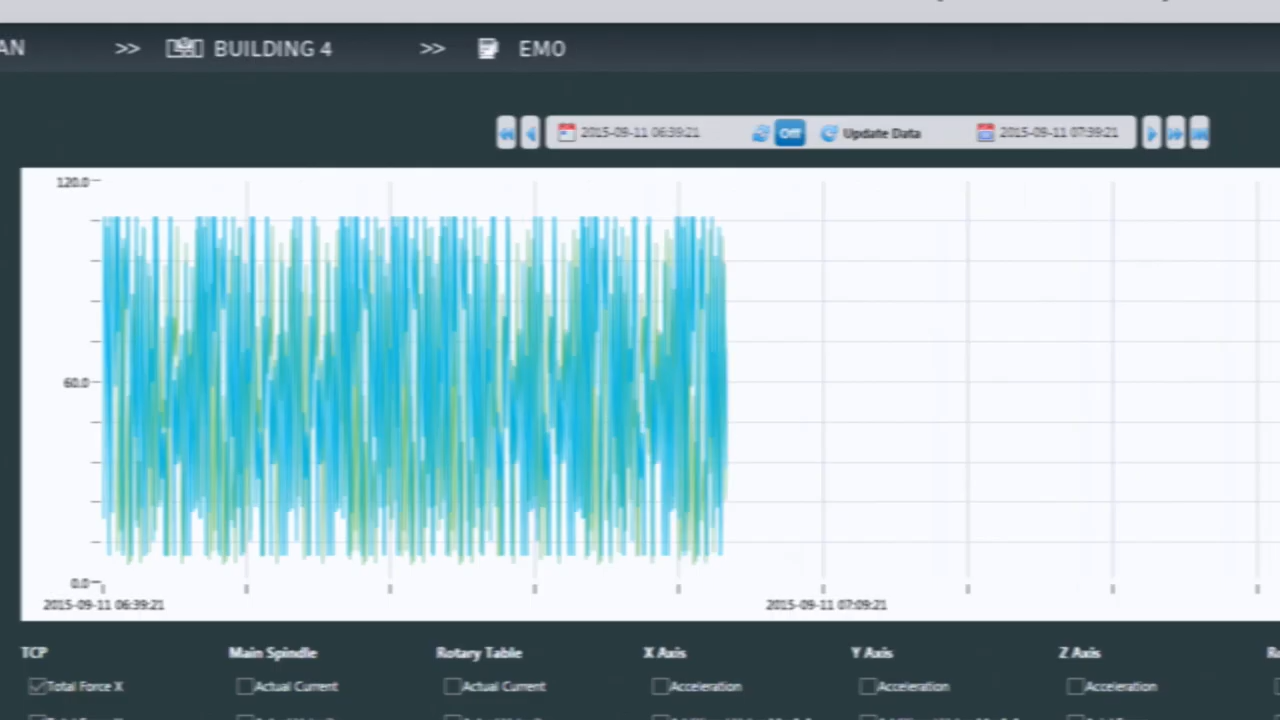 AN >> BUILDING 4 >> EMO
2015-09-11 06:39:21 Off Update Data 2015-09-11 07:39:21
120.0
60.0
0.0
2015-09-11 06:39:21 2015-09-11 07:09:21
TCP Main Spindle Rotary Table X Axis Y Axis Z Axis
Total Force X Actual Current Actual Current Acceleration Acceleration Acceleration